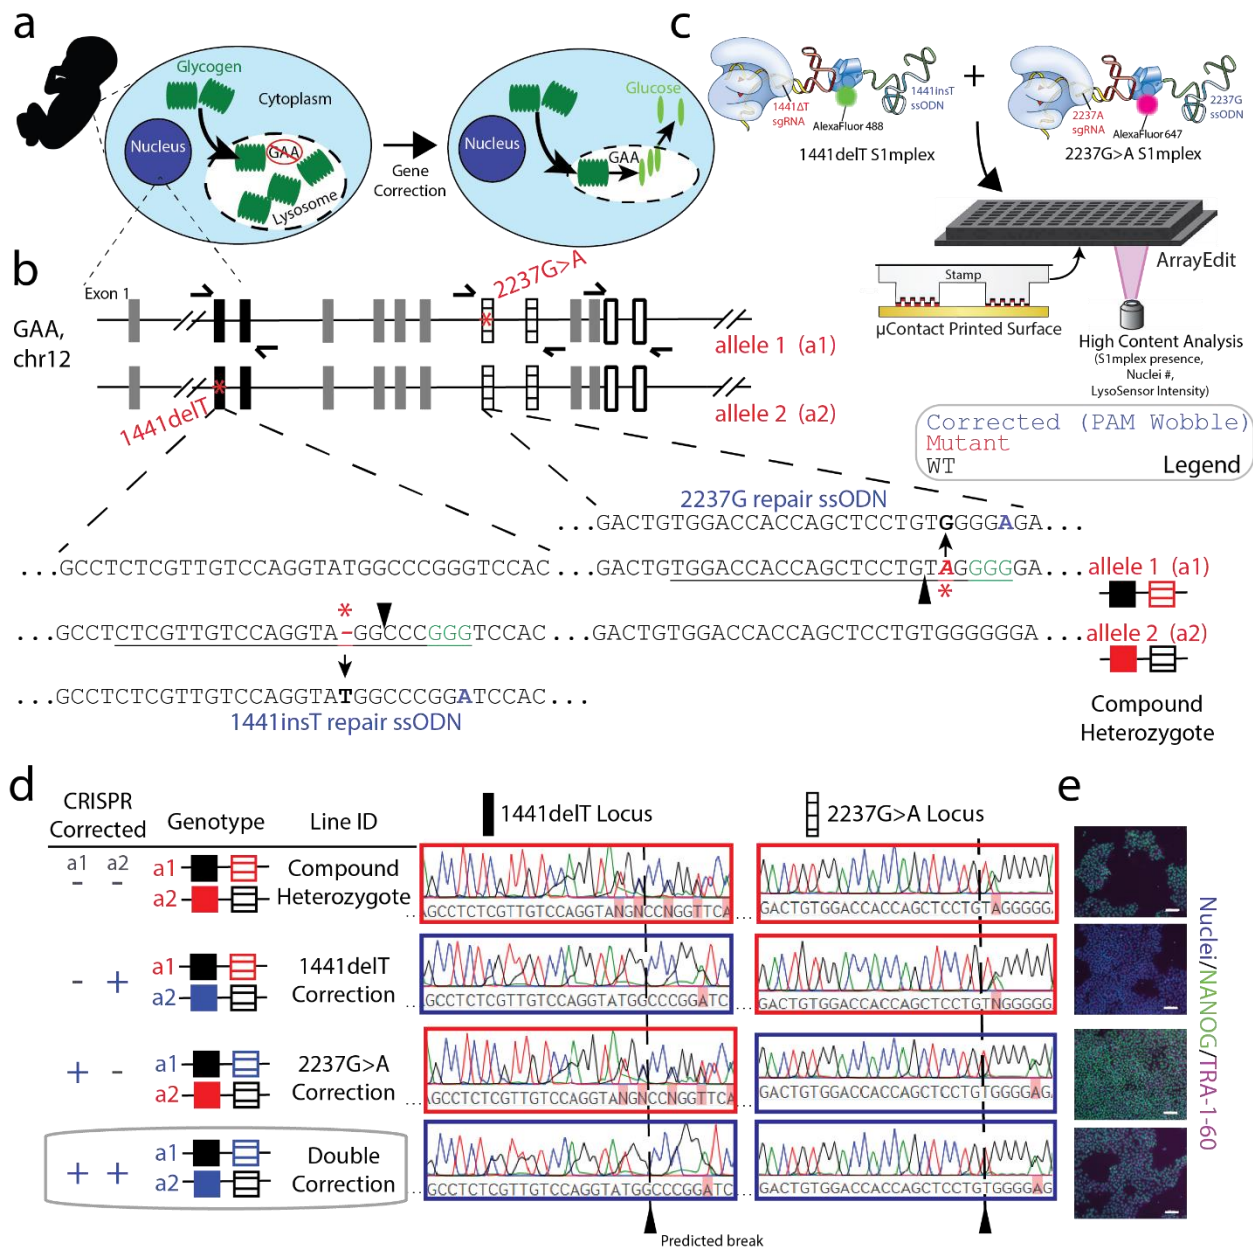 a
Glycogen
Cytoplasm
Nucleus
GAA
Lysosome
Gene
Correction
Glucose
Nucleus
GAA
c
1441ΔT
sgRNA
1441insT
ssODN
AlexaFluor 488
1441delT S1mplex
+
2237A
sgRNA
2237G
ssODN
AlexaFluor 647
2237G>A S1mplex
Stamp
µContact Printed Surface
ArrayEdit
High Content Analysis
(S1mplex presence,
Nuclei #,
LysoSensor Intensity)
b
Exon 1
2237G>A
GAA,
chr12
allele 1 (a1)
1441delT
allele 2 (a2)
Corrected (PAM Wobble)
Mutant
WT
Legend
2237G repair ssODN
...GACTGTGGACCACCAGCTCCTGTGGGGAGA...
...GCCTCTCGTTGTCCAGGTATGGCCCGGGTCCAC
...GACTGTGGACCACCAGCTCCTGTAGGGGGA...
allele 1 (a1)
*
*
...GCCTCTCGTTGTCCAGGTA-GGCCCGGGTCCAC...
GACTGTGGACCACCAGCTCCTGTGGGGGGA...
allele 2 (a2)
...GCCTCTCGTTGTCCAGGTATGGCCCGGATCCAC...
1441insT repair ssODN
Compound
Heterozygote
d
CRISPR
Corrected
Genotype
Line ID
1441delT Locus
2237G>A Locus
a1 a2
- -
a1
a2
Compound
Heterozygote
AGCCTCTCGTTGTCCAGGTANGNCCNGGTTCA
GACTGTGGACCACCAGCTCCTGTAGGGGG
- +
a1
a2
1441delT
Correction
GCCTCTCGTTGTCCAGGTATGGCCCGGATC
GACTGTGGACCACCAGCTCCTGTNGGGGG
+ -
a1
a2
2237G>A
Correction
AGCCTCTCGTTGTCCAGGTANGNCCNGGTTCA
GACTGTGGACCACCAGCTCCTGTGGGGAG
+ +
a1
a2
Double
Correction
GCCTCTCGTTGTCCAGGTATGGCCCGGATC
GACTGTGGACCACCAGCTCCTGTGGGGAG
Predicted break
e
Nuclei/NANOG/TRA-1-60